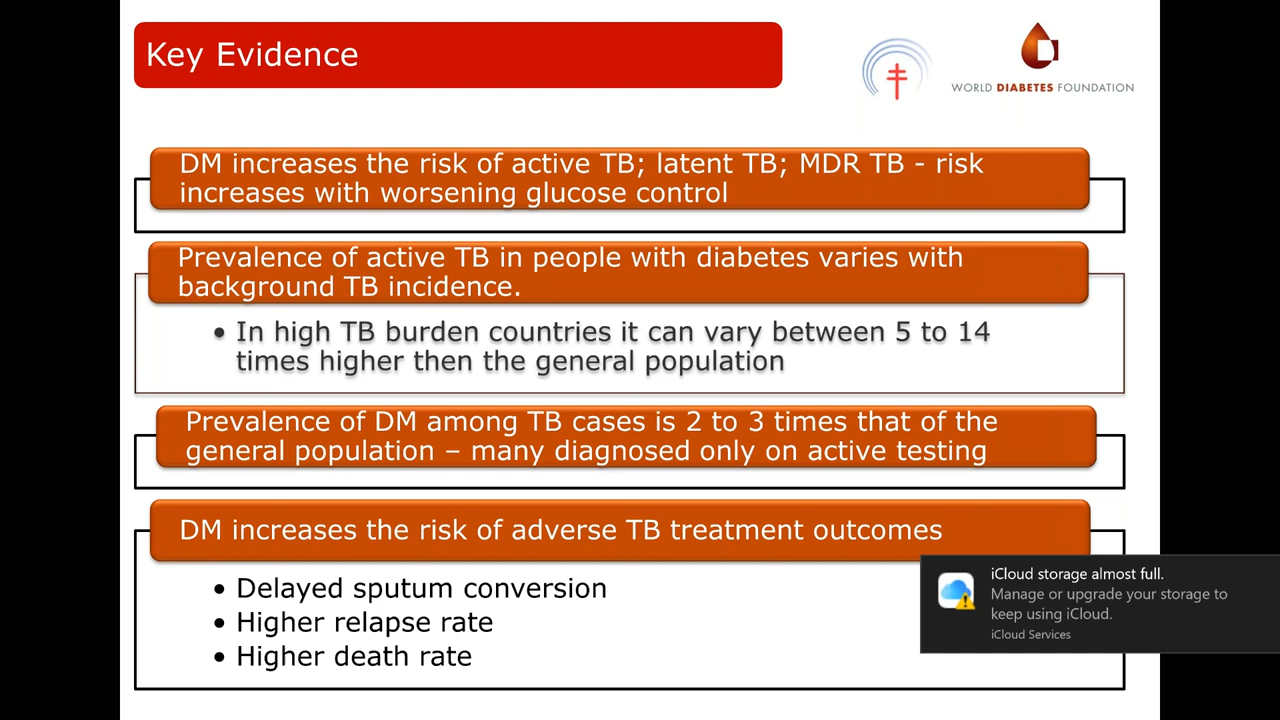 Key Evidence
WORLD DIABETES FOUNDATION
DM increases the risk of active TB; latent TB; MDR TB - risk
increases with worsening glucose control
Prevalence of active TB in people with diabetes varies with
background TB incidence.
• In high TB burden countries it can vary between 5 to 14
times higher then the general population
Prevalence of DM among TB cases is 2 to 3 times that of the
general population – many diagnosed only on active testing
DM increases the risk of adverse TB treatment outcomes
• Delayed sputum conversion
• Higher relapse rate
• Higher death rate
iCloud storage almost full.
Manage or upgrade your storage to
keep using iCloud.
iCloud Services